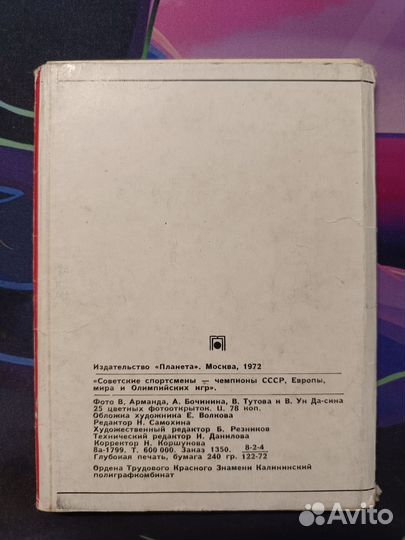 Издательство «Планета». Москва, 1972
«Советские спортсмены — чемпионы СССР, Европы,
мира и Олимпийских игр».
Фото В. Арманда, А. Бочинина, В. Тутова и В. Ун Да-сина
25 цветных фотооткрыток. Ц. 78 коп.
Обложка художника Е. Волкова
Редактор Н. Самохина
Художественный редактор Б. Резников
Технический редактор И. Данилова
Корректор Н. Коршунова
8а-1799. Т. 600 000. Заказ 1350. 8-2-4
Глубокая печать, бумага 240 гр. 122-72
Ордена Трудового Красного Знамени Калининский
полиграфкомбинат
Avito